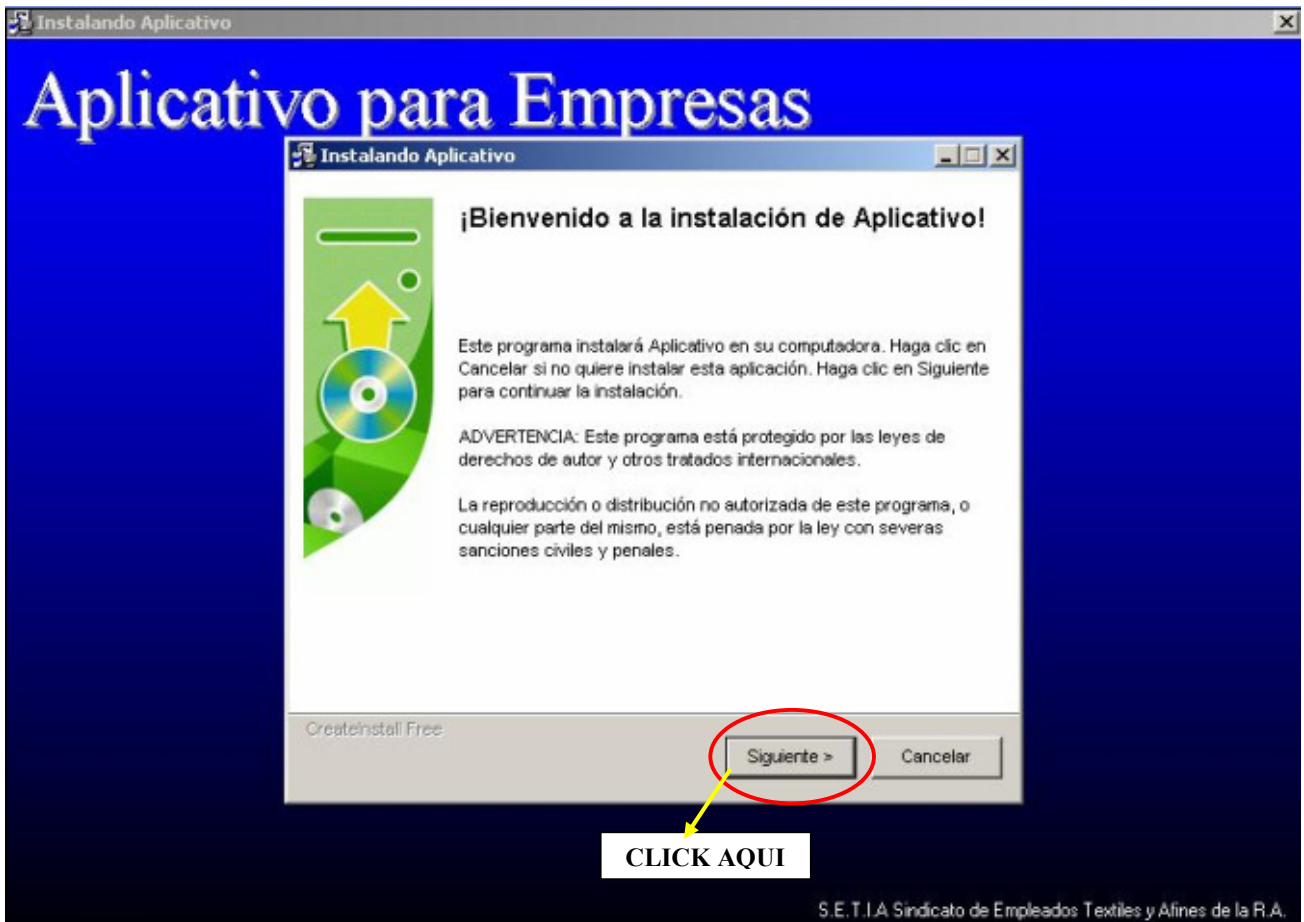 Instalando Aplicativo
Aplicativo para Empresas
Instalando Aplicativo
¡Bienvenido a la instalación de Aplicativo!
Este programa instalará Aplicativo en su computadora. Haga clic en
Cancelar si no quiere instalar esta aplicación. Haga clic en Siguiente
para continuar la instalación.
ADVERTENCIA: Este programa está protegido por las leyes de
derechos de autor y otros tratados internacionales.
La reproducción o distribución no autorizada de este programa, o
cualquier parte del mismo, está penada por la ley con severas
sanciones civiles y penales.
CreateInstall Free
Siguiente >
Cancelar
CLICK AQUI
S.E.T.I.A Sindicato de Empleados Textiles y Afines de la R.A.